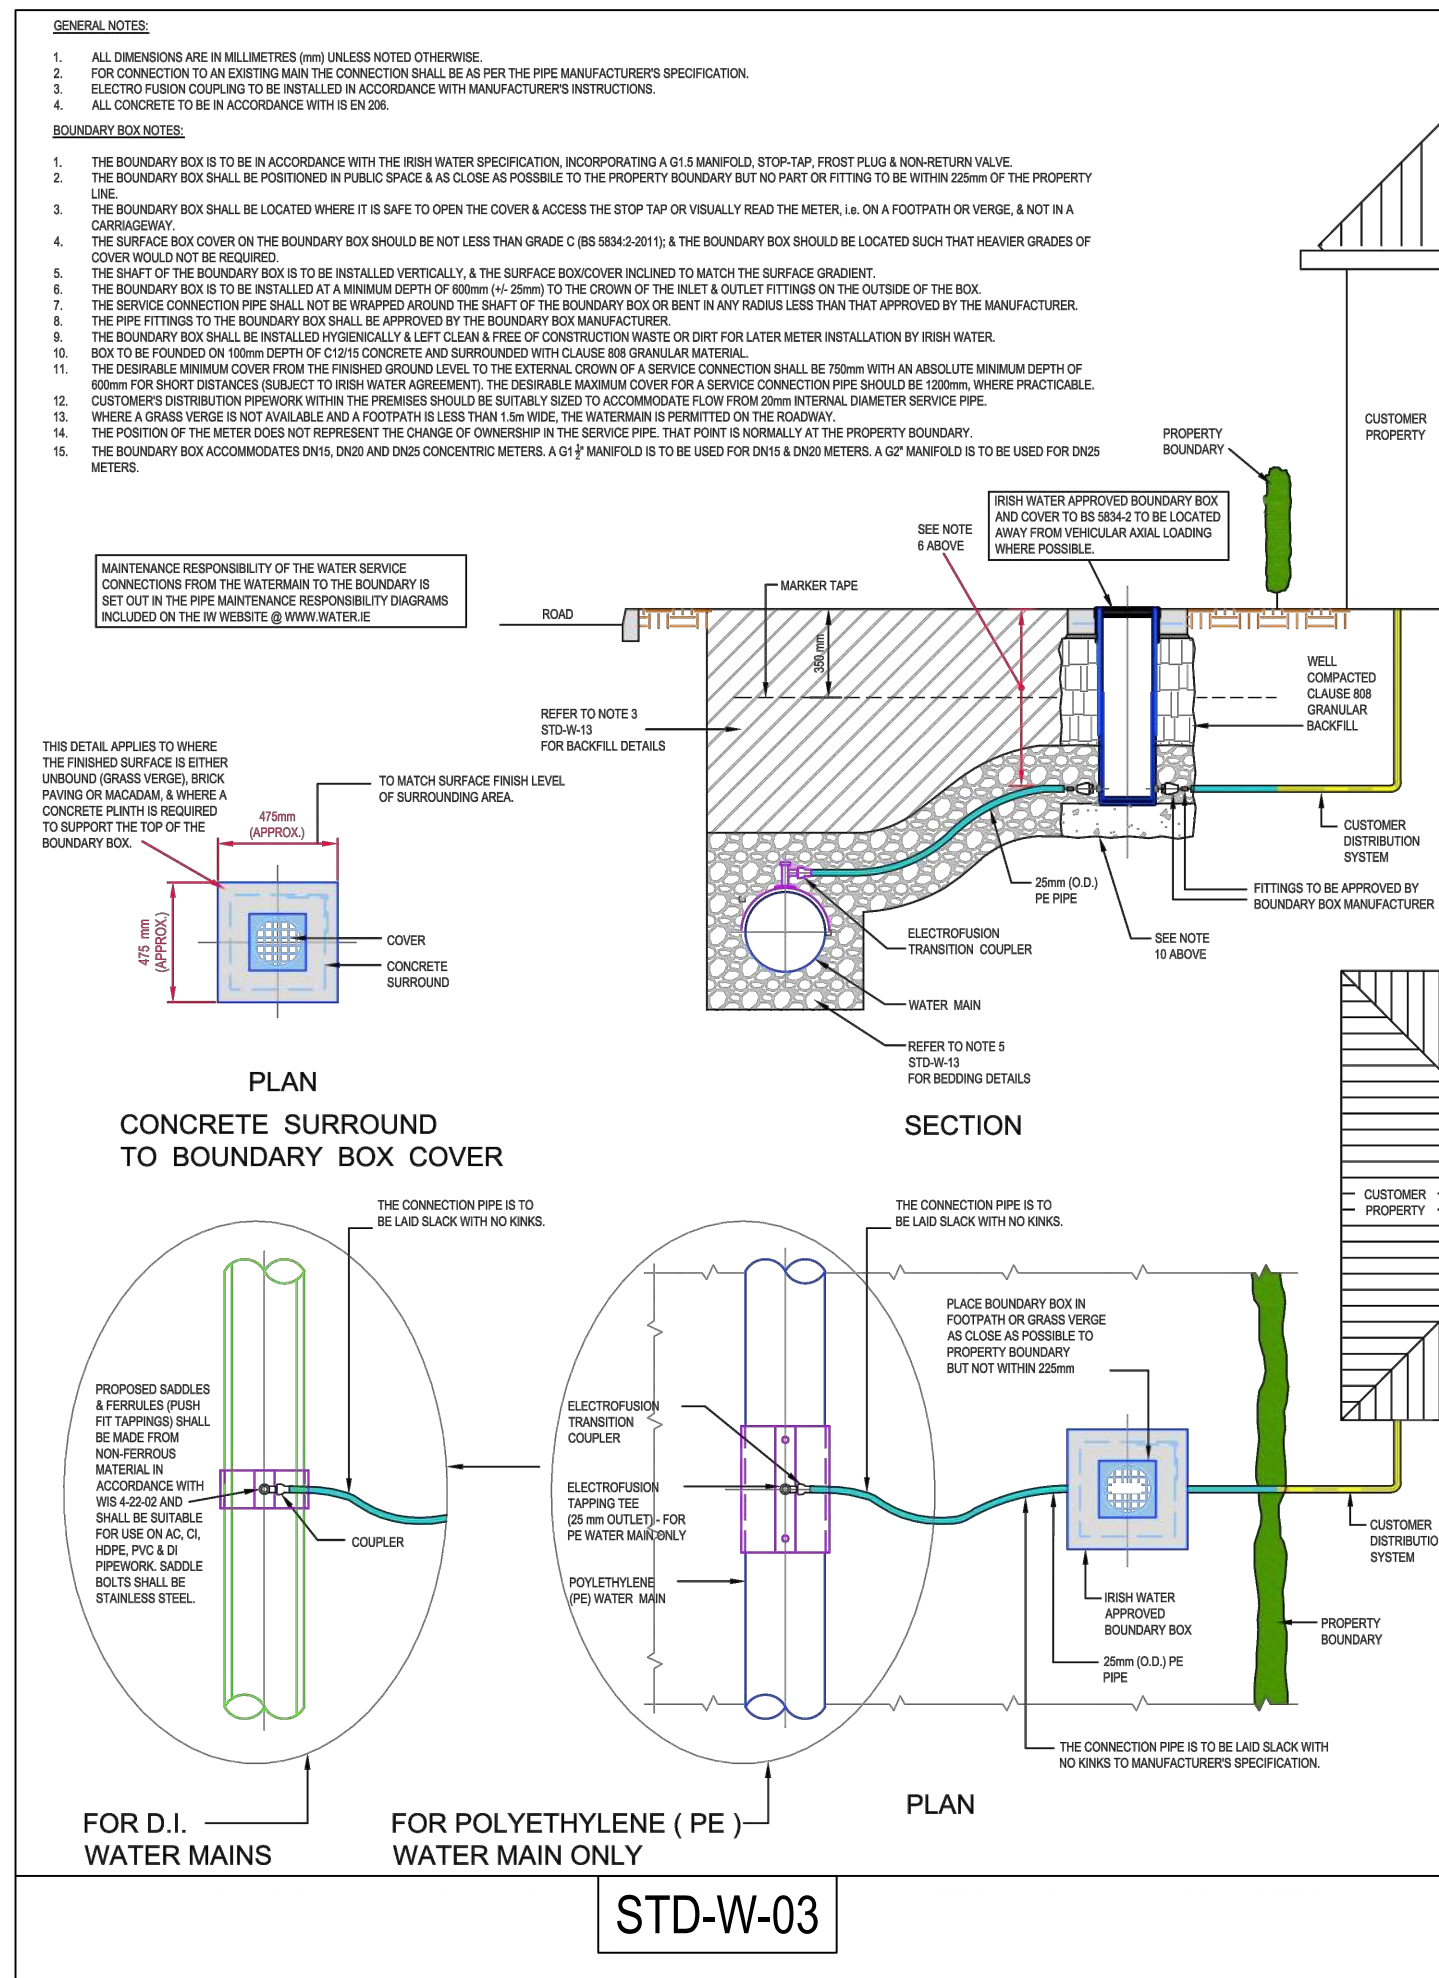 GENERAL NOTES:
1. ALL DIMENSIONS ARE IN MILLIMETRES (mm) UNLESS NOTED OTHERWISE.
2. FOR CONNECTION TO AN EXISTING MAIN THE CONNECTION SHALL BE AS PER THE PIPE MANUFACTURER'S SPECIFICATION.
3. ELECTRO FUSION COUPLING TO BE INSTALLED IN ACCORDANCE WITH MANUFACTURER'S INSTRUCTIONS.
4. ALL CONCRETE TO BE IN ACCORDANCE WITH IS EN 206.
BOUNDARY BOX NOTES:
1. THE BOUNDARY BOX IS TO BE IN ACCORDANCE WITH THE IRISH WATER SPECIFICATION, INCORPORATING A G1.5 MANIFOLD, STOP-TAP, FROST PLUG & NON-RETURN VALVE.
2. THE BOUNDARY BOX SHALL BE POSITIONED IN PUBLIC SPACE & AS CLOSE AS POSSBILE TO THE PROPERTY BOUNDARY BUT NO PART OR FITTING TO BE WITHIN 225mm OF THE PROPERTY
LINE.
3. THE BOUNDARY BOX SHALL BE LOCATED WHERE IT IS SAFE TO OPEN THE COVER & ACCESS THE STOP TAP OR VISUALLY READ THE METER, i.e. ON A FOOTPATH OR VERGE, & NOT IN A
CARRIAGEWAY.
4. THE SURFACE BOX COVER ON THE BOUNDARY BOX SHOULD BE NOT LESS THAN GRADE C (BS 5834:2-2011); & THE BOUNDARY BOX SHOULD BE LOCATED SUCH THAT HEAVIER GRADES OF
COVER WOULD NOT BE REQUIRED.
5. THE SHAFT OF THE BOUNDARY BOX IS TO BE INSTALLED VERTICALLY, & THE SURFACE BOX/COVER INCLINED TO MATCH THE SURFACE GRADIENT.
6. THE BOUNDARY BOX IS TO BE INSTALLED AT A MINIMUM DEPTH OF 600mm (+/- 25mm) TO THE CROWN OF THE INLET & OUTLET FITTINGS ON THE OUTSIDE OF THE BOX.
7. THE SERVICE CONNECTION PIPE SHALL NOT BE WRAPPED AROUND THE SHAFT OF THE BOUNDARY BOX OR BENT IN ANY RADIUS LESS THAN THAT APPROVED BY THE MANUFACTURER.
8. THE PIPE FITTINGS TO THE BOUNDARY BOX SHALL BE APPROVED BY THE BOUNDARY BOX MANUFACTURER.
9. THE BOUNDARY BOX SHALL BE INSTALLED HYGIENICALLY & LEFT CLEAN & FREE OF CONSTRUCTION WASTE OR DIRT FOR LATER METER INSTALLATION BY IRISH WATER.
10. BOX TO BE FOUNDED ON 100mm DEPTH OF C12/15 CONCRETE AND SURROUNDED WITH CLAUSE 808 GRANULAR MATERIAL.
11. THE DESIRABLE MINIMUM COVER FROM THE FINISHED GROUND LEVEL TO THE EXTERNAL CROWN OF A SERVICE CONNECTION SHALL BE 750mm WITH AN ABSOLUTE MINIMUM DEPTH OF
600mm FOR SHORT DISTANCES (SUBJECT TO IRISH WATER AGREEMENT). THE DESIRABLE MAXIMUM COVER FOR A SERVICE CONNECTION PIPE SHOULD BE 1200mm, WHERE PRACTICABLE.
12. CUSTOMER'S DISTRIBUTION PIPEWORK WITHIN THE PREMISES SHOULD BE SUITABLY SIZED TO ACCOMMODATE FLOW FROM 20mm INTERNAL DIAMETER SERVICE PIPE.
13. WHERE A GRASS VERGE IS NOT AVAILABLE AND A FOOTPATH IS LESS THAN 1.5m WIDE, THE WATERMAIN IS PERMITTED ON THE ROADWAY.
14. THE POSITION OF THE METER DOES NOT REPRESENT THE CHANGE OF OWNERSHIP IN THE SERVICE PIPE. THAT POINT IS NORMALLY AT THE PROPERTY BOUNDARY.
15. THE BOUNDARY BOX ACCOMMODATES DN15, DN20 AND DN25 CONCENTRIC METERS. A G1 1/2" MANIFOLD IS TO BE USED FOR DN15 & DN20 METERS. A G2" MANIFOLD IS TO BE USED FOR DN25
METERS.
CUSTOMER
PROPERTY
PROPERTY
BOUNDARY
IRISH WATER APPROVED BOUNDARY BOX
AND COVER TO BS 5834-2 TO BE LOCATED
AWAY FROM VEHICULAR AXIAL LOADING
WHERE POSSIBLE.
SEE NOTE
6 ABOVE
MAINTENANCE RESPONSIBILITY OF THE WATER SERVICE
CONNECTIONS FROM THE WATERMAIN TO THE BOUNDARY IS
SET OUT IN THE PIPE MAINTENANCE RESPONSIBILITY DIAGRAMS
INCLUDED ON THE IW WEBSITE @ WWW.WATER.IE
MARKER TAPE
ROAD
350 mm
WELL
COMPACTED
CLAUSE 808
GRANULAR
BACKFILL
REFER TO NOTE 3
STD-W-13
FOR BACKFILL DETAILS
THIS DETAIL APPLIES TO WHERE
THE FINISHED SURFACE IS EITHER
UNBOUND (GRASS VERGE), BRICK
PAVING OR MACADAM, & WHERE A
CONCRETE PLINTH IS REQUIRED
TO SUPPORT THE TOP OF THE
BOUNDARY BOX.
TO MATCH SURFACE FINISH LEVEL
OF SURROUNDING AREA.
475mm
(APPROX.)
475 mm
(APPROX.)
COVER
CONCRETE
SURROUND
CUSTOMER
DISTRIBUTION
SYSTEM
25mm (O.D.)
PE PIPE
FITTINGS TO BE APPROVED BY
BOUNDARY BOX MANUFACTURER
ELECTROFUSION
TRANSITION COUPLER
SEE NOTE
10 ABOVE
WATER MAIN
REFER TO NOTE 5
STD-W-13
FOR BEDDING DETAILS
PLAN
CONCRETE SURROUND
TO BOUNDARY BOX COVER
SECTION
THE CONNECTION PIPE IS TO
BE LAID SLACK WITH NO KINKS.
THE CONNECTION PIPE IS TO
BE LAID SLACK WITH NO KINKS.
CUSTOMER
PROPERTY
PLACE BOUNDARY BOX IN
FOOTPATH OR GRASS VERGE
AS CLOSE AS POSSIBLE TO
PROPERTY BOUNDARY
BUT NOT WITHIN 225mm
PROPOSED SADDLES
& FERRULES (PUSH
FIT TAPPINGS) SHALL
BE MADE FROM
NON-FERROUS
MATERIAL IN
ACCORDANCE WITH
WIS 4-22-02 AND
SHALL BE SUITABLE
FOR USE ON AC, CI,
HDPE, PVC & DI
PIPEWORK. SADDLE
BOLTS SHALL BE
STAINLESS STEEL.
COUPLER
ELECTROFUSION
TRANSITION
COUPLER
ELECTROFUSION
TAPPING TEE
(25 mm OUTLET) - FOR
PE WATER MAIN ONLY
POYLETHYLENE
(PE) WATER MAIN
CUSTOMER
DISTRIBUTIO
SYSTEM
IRISH WATER
APPROVED
BOUNDARY BOX
PROPERTY
BOUNDARY
25mm (O.D.) PE
PIPE
THE CONNECTION PIPE IS TO BE LAID SLACK WITH
NO KINKS TO MANUFACTURER'S SPECIFICATION.
PLAN
FOR D.I.
WATER MAINS
FOR POLYETHYLENE ( PE )
WATER MAIN ONLY
STD-W-03